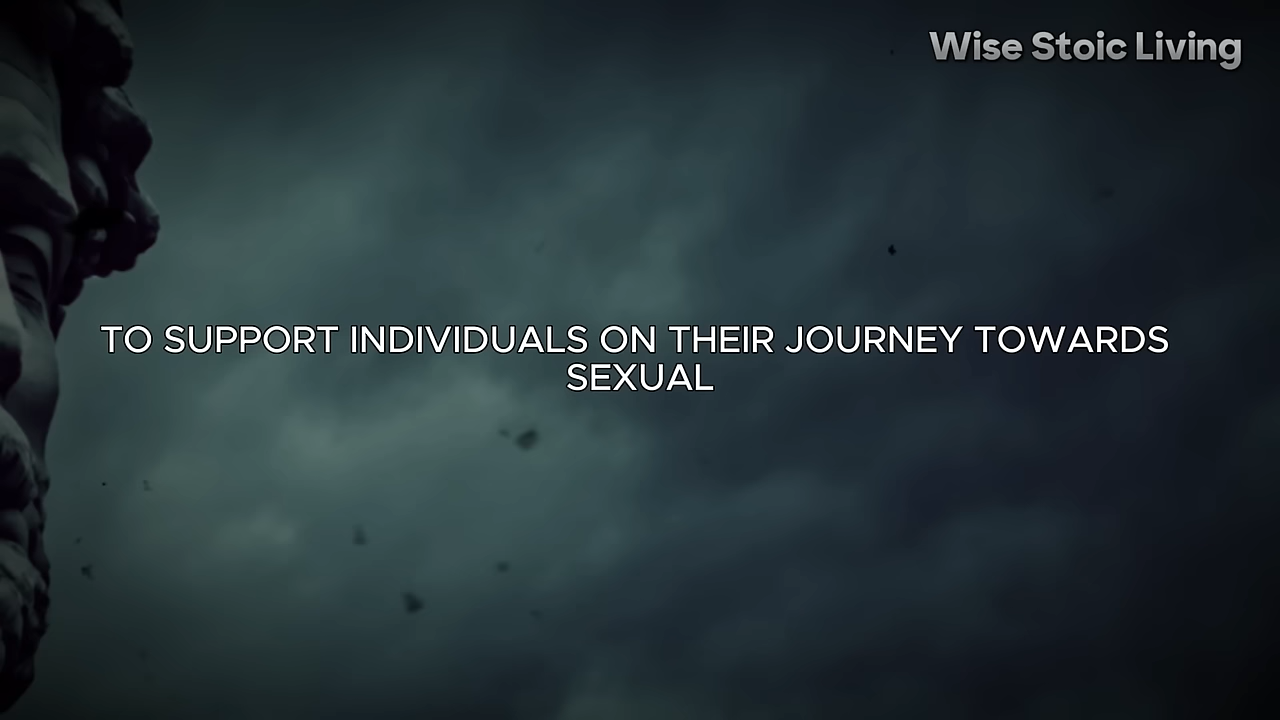 Wise Stoic Living
TO SUPPORT INDIVIDUALS ON THEIR JOURNEY TOWARDS
SEXUAL